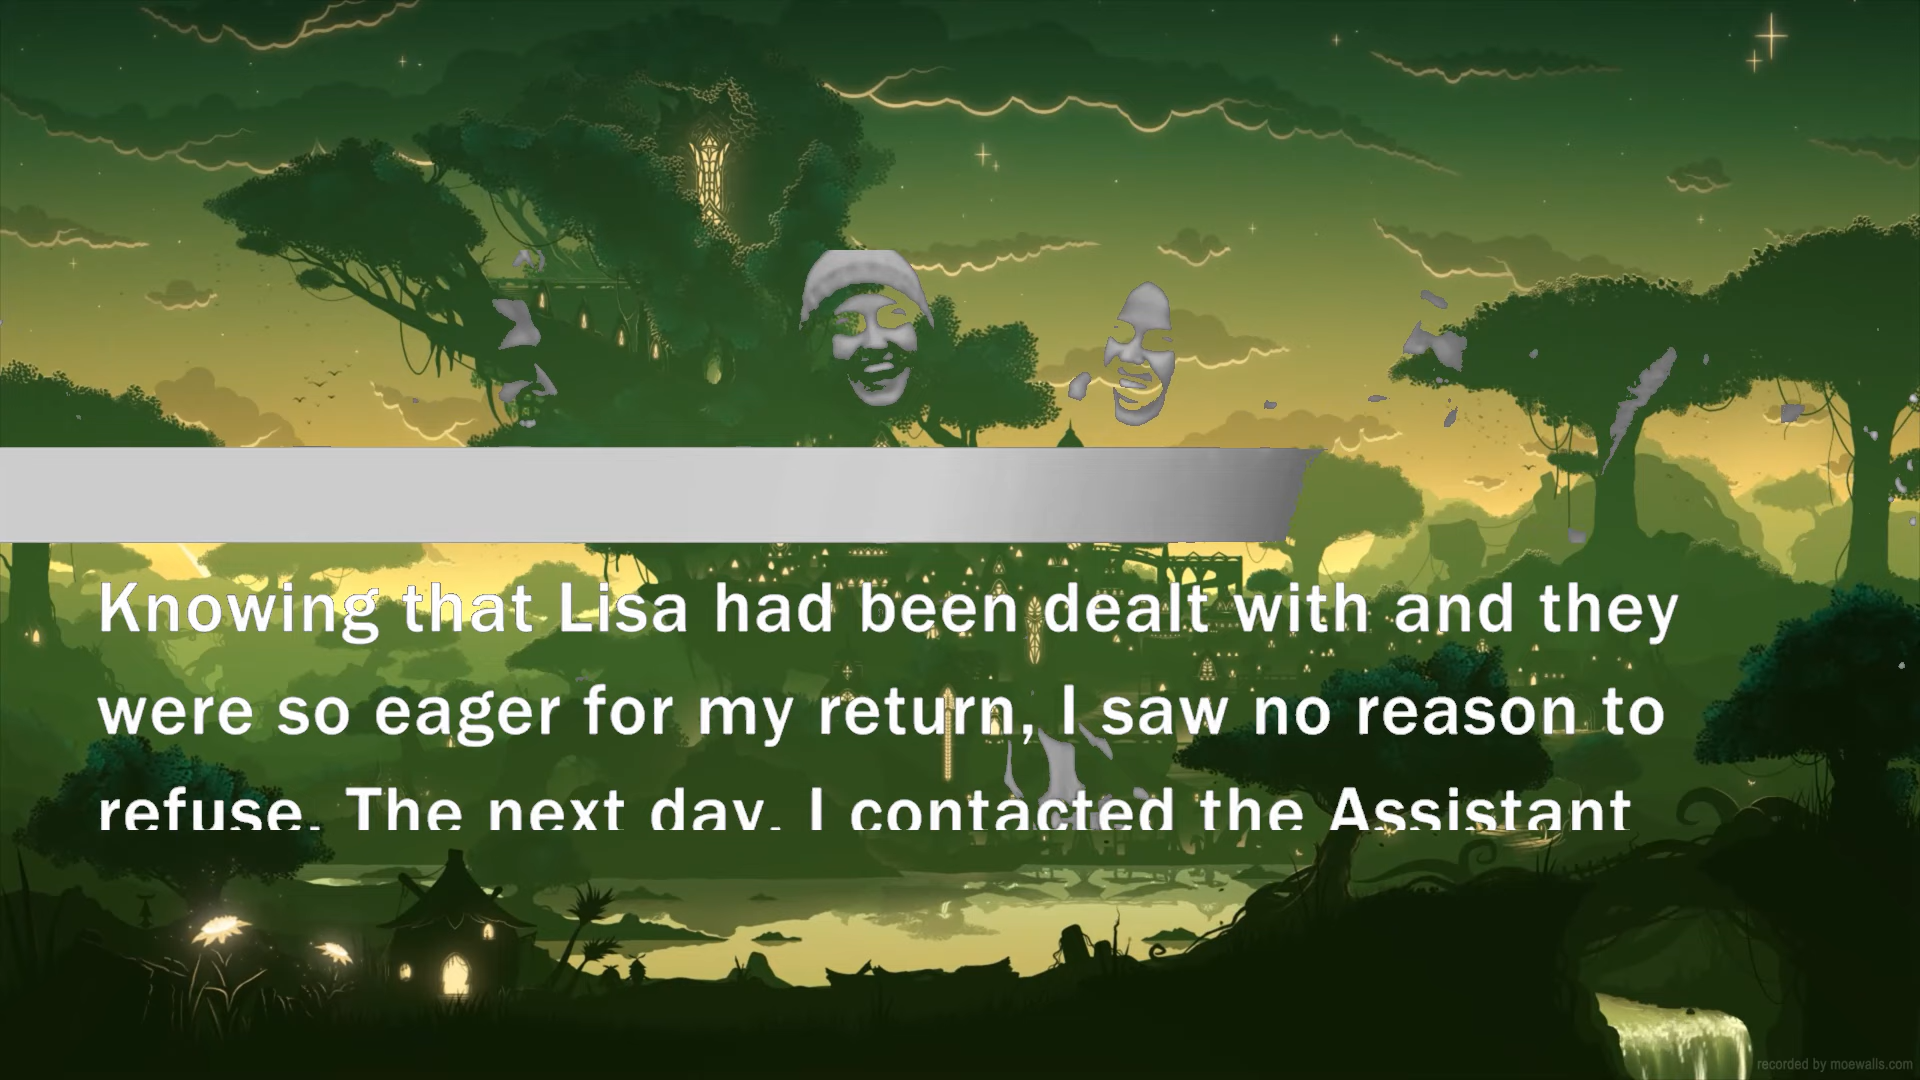 Knowing that Lisa had been dealt with and they
were so eager for my return, I saw no reason to
refuse. The next day, I contacted the Assistant
recorded by moewalls.com